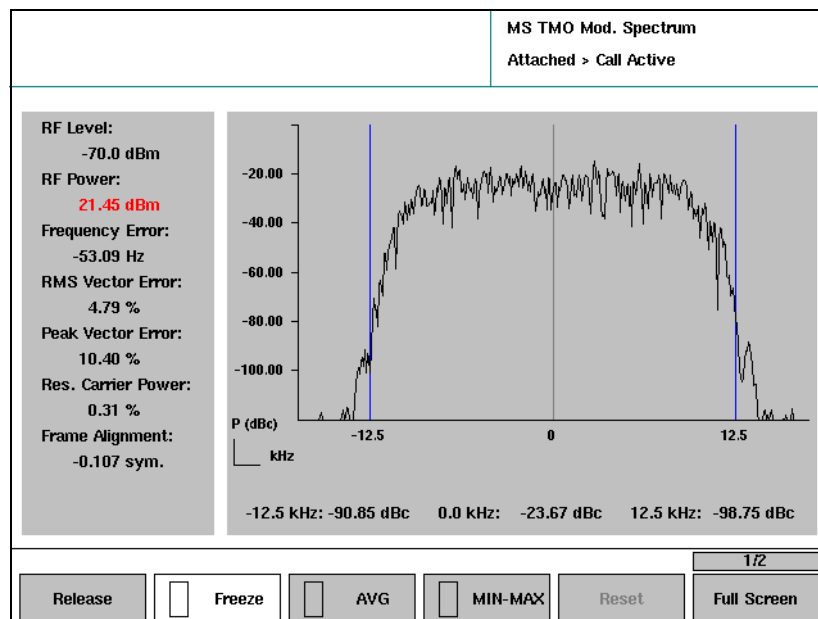 MS TMO Mod. Spectrum
Attached > Call Active
RF Level:
-70.0 dBm
RF Power:
21.45 dBm
Frequency Error:
-53.09 Hz
RMS Vector Error:
4.79 %
Peak Vector Error:
10.40 %
Res. Carrier Power:
0.31 %
Frame Alignment:
-0.107 sym.
-20.00
-40.00
-60.00
-80.00
-100.00
P (dBc)
-12.5 0 12.5
kHz
-12.5 kHz: -90.85 dBc 0.0 kHz: -23.67 dBc 12.5 kHz: -98.75 dBc
1/2
Release Freeze AVG MIN-MAX Reset Full Screen